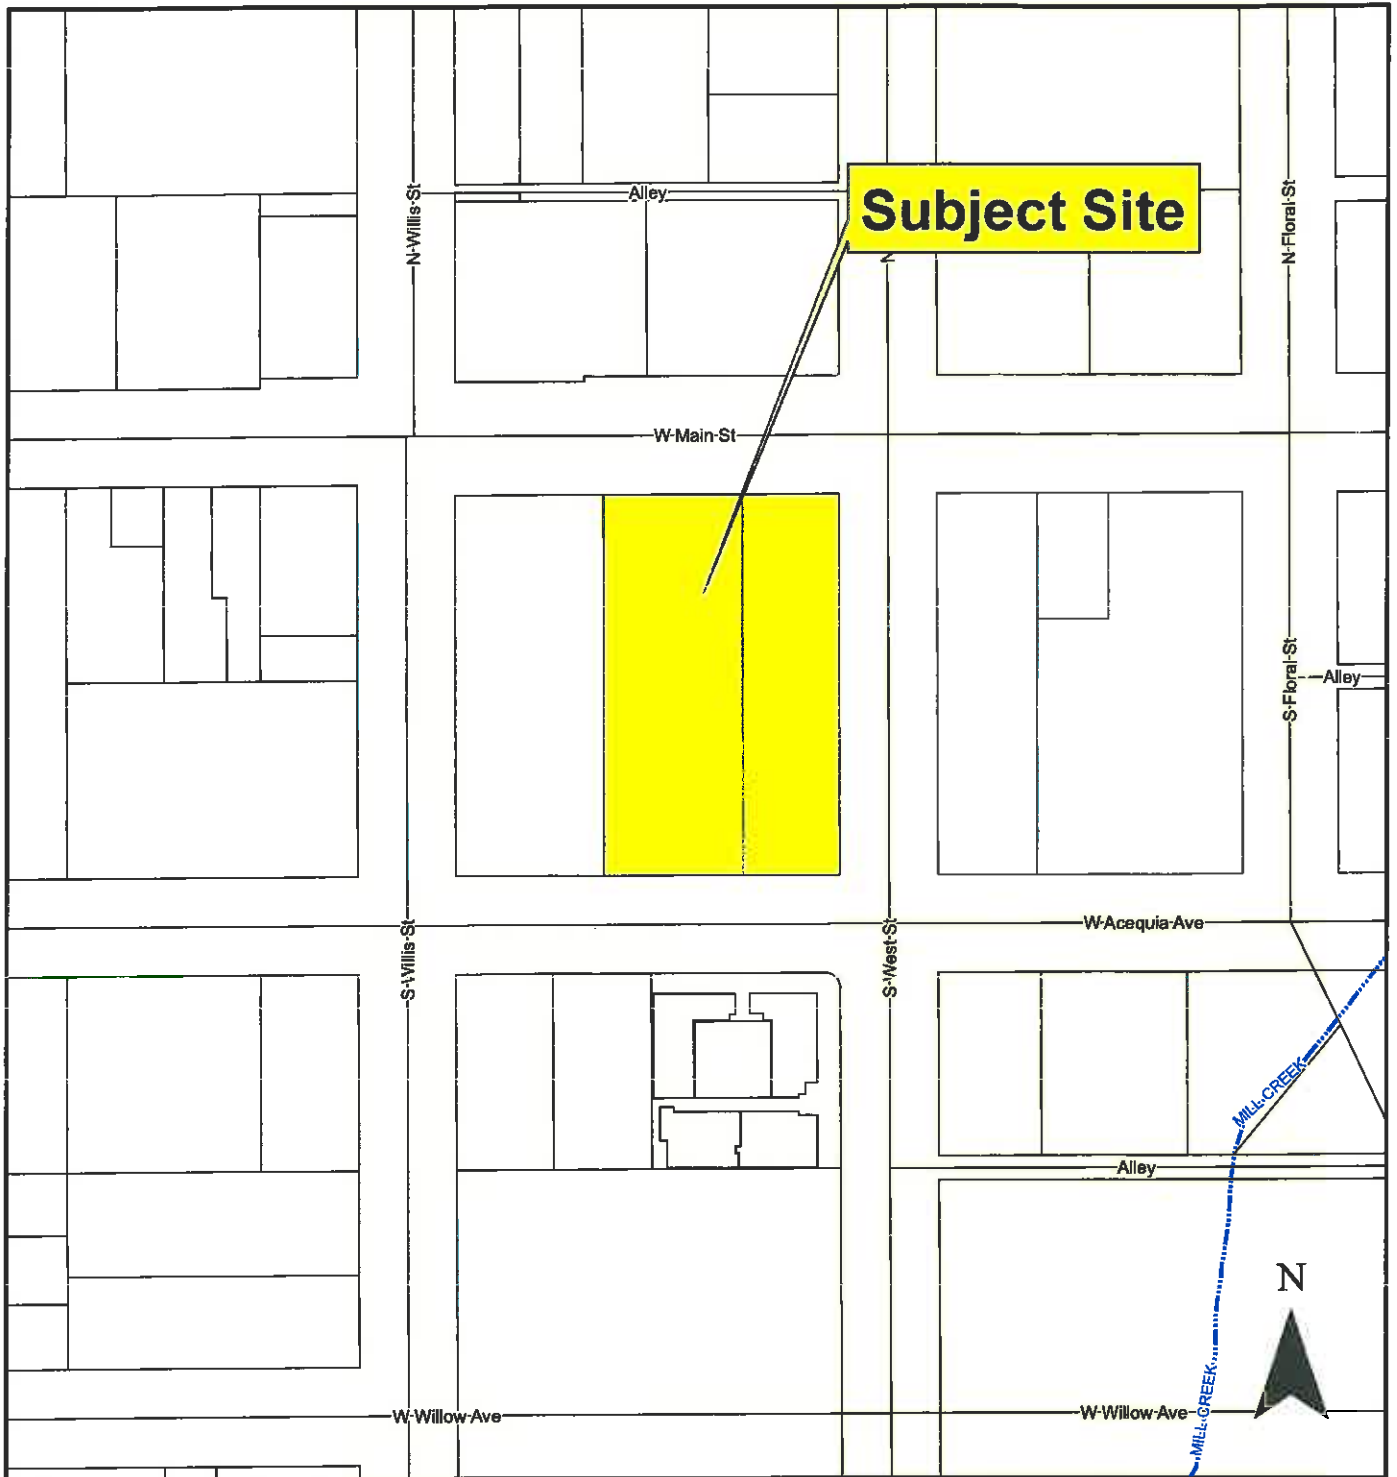 Alley
N Willis St
Subject Site
N Floral St
N
W Main St
S Floral St
Alley
W Acequia Ave
S Willis St
S West St
MILL CREEK
Alley
N
W Willow Ave
W Willow Ave
MILL CREEK